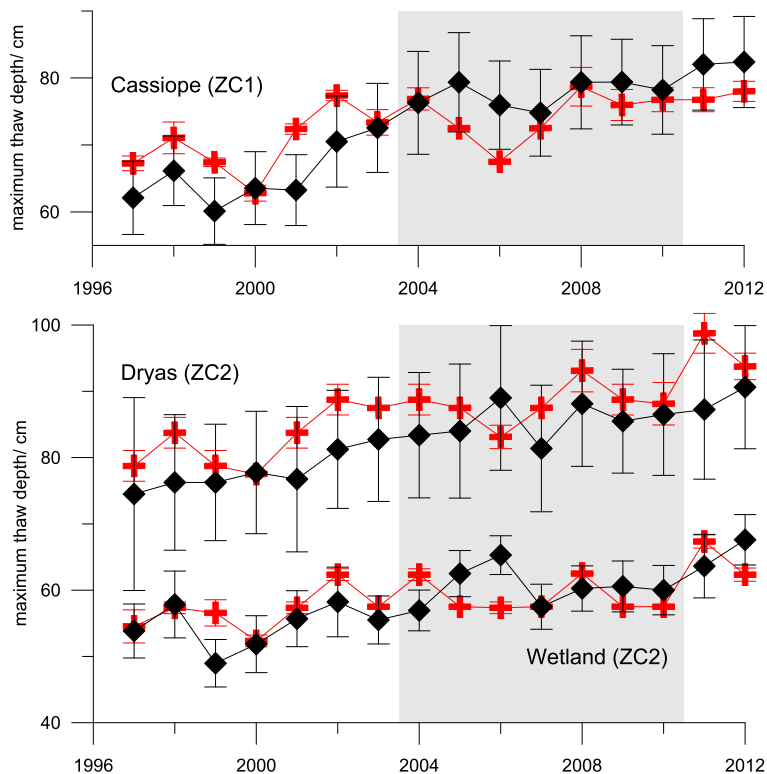 maximum thaw depth/ cm
80
60
Cassiope (ZC1)
1996 2000 2004 2008 2012
maximum thaw depth/ cm
100
80
60
40
Dryas (ZC2)
Wetland (ZC2)
1996 2000 2004 2008 2012